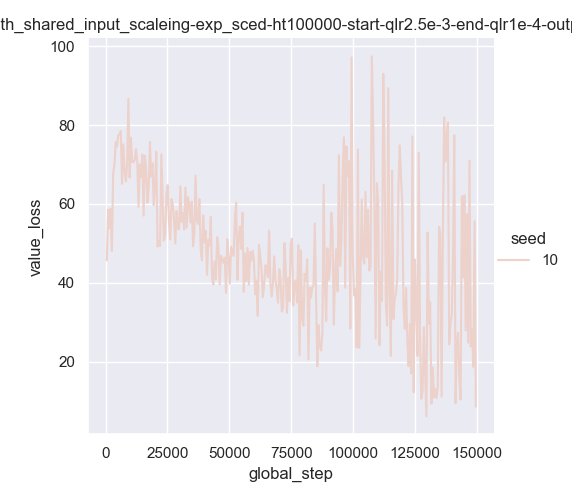 th_shared_input_scaleing-exp_sced-ht100000-start-qlr2.5e-3-end-qlr1e-4-outp
100
80
60
40
20
value_loss
0 25000 50000 75000 100000 125000 150000
global_step
seed
10